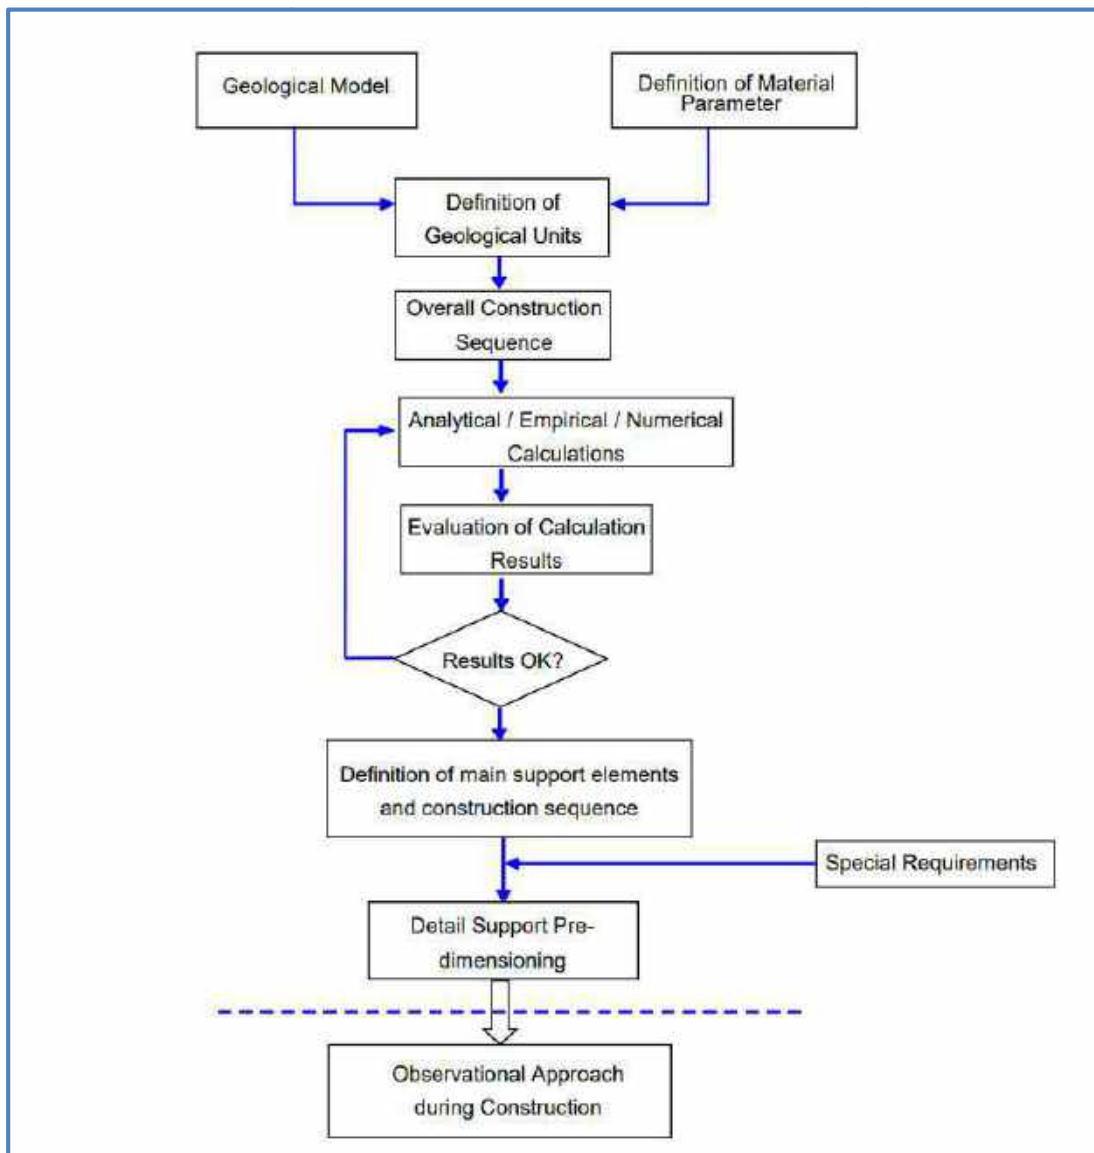 Geological Model
Definition of Material
Parameter
Definition of
Geological Units
Overall Construction
Sequence
Analytical / Empirical / Numerical
Calculations
Evaluation of Calculation
Results
Results OK?
Definition of main support elements
and construction sequence
Special Requirements
Detail Support Pre-
dimensioning
Observational Approach
during Construction